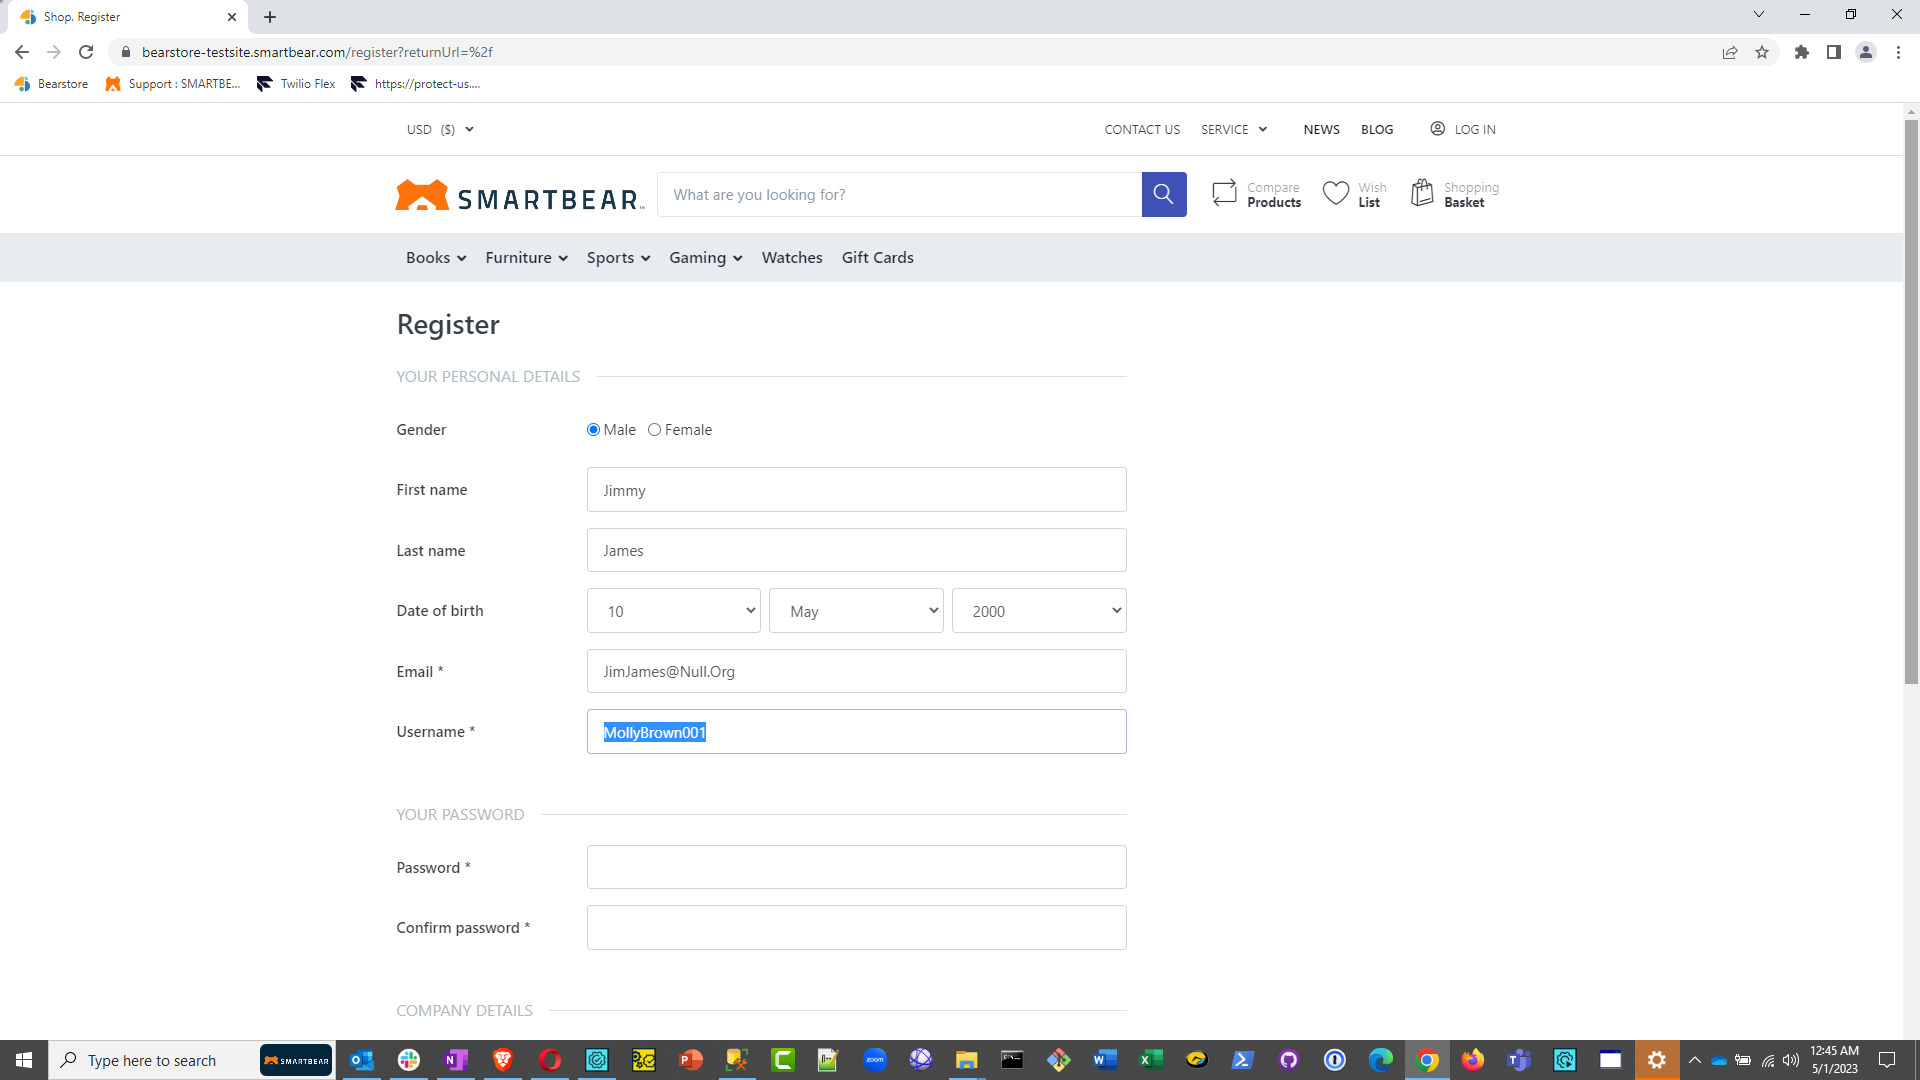 Shop. Register
bearstore-testsite.smartbear.com/register?returnUrl=%2f
Bearstore
Support : SMARTBE...
Twilio Flex
https://protect-us....
USD ($)
CONTACT US
SERVICE
NEWS
BLOG
LOG IN
SMARTBEAR
What are you looking for?
Compare
Products
Wish
List
Shopping
Basket
Books
Furniture
Sports
Gaming
Watches
Gift Cards
Register
YOUR PERSONAL DETAILS
Gender
Male
Female
First name
Jimmy
Last name
James
Date of birth
10
May
2000
Email *
JimJames@Null.Org
Username *
MollyBrown001
YOUR PASSWORD
Password *
Confirm password *
COMPANY DETAILS
Type here to search
SMARTBEAR
zoom
12:45 AM
5/1/2023